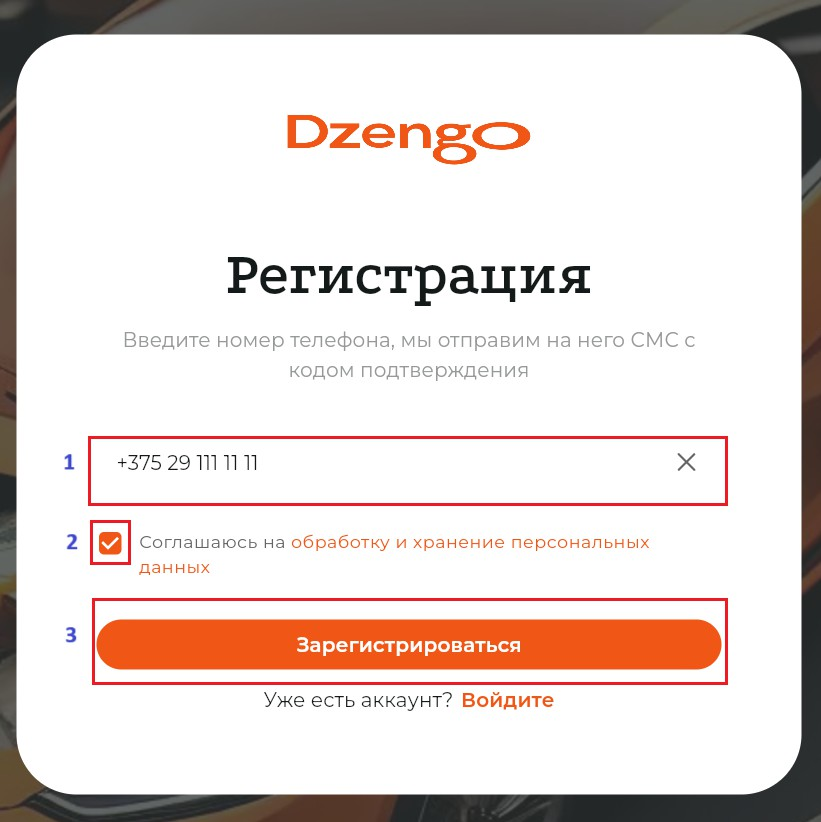 Dzengo
Регистрация
Введите номер телефона, мы отправим на него СМС с
кодом подтверждения
1 +375 29 111 11 11
2 Соглашаюсь на обработку и хранение персональных
данных
3 Зарегистрироваться
Уже есть аккаунт? Войдите